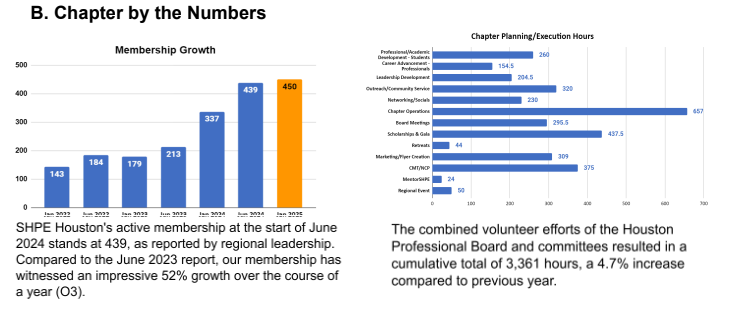 B. Chapter by the Numbers
Membership Growth
500
400
300
200
100
0
143
184
179
213
337
439
450
Jan 2022
Jun 2022
Jan 2023
Jun 2023
Jan 2024
Jun 2024
Jan 2025
SHPE Houston's active membership at the start of June
2024 stands at 439, as reported by regional leadership.
Compared to the June 2023 report, our membership has
witnessed an impressive 52% growth over the course of
a year (O3).
Chapter Planning/Execution Hours
Professional/Academic
Development - Students
260
Career Advancement -
Professionals
154.5
Leadership Development
204.5
Outreach/Community Service
320
Networking/Socials
230
Chapter Operations
657
Board Meetings
295.5
Scholarships & Gala
437.5
Retreats
44
Marketing/Flyer Creation
309
CMT/NCP
375
MentorSHPE
24
Regional Event
50
0 100 200 300 400 500 600 700
The combined volunteer efforts of the Houston
Professional Board and committees resulted in a
cumulative total of 3,361 hours, a 4.7% increase
compared to previous year.